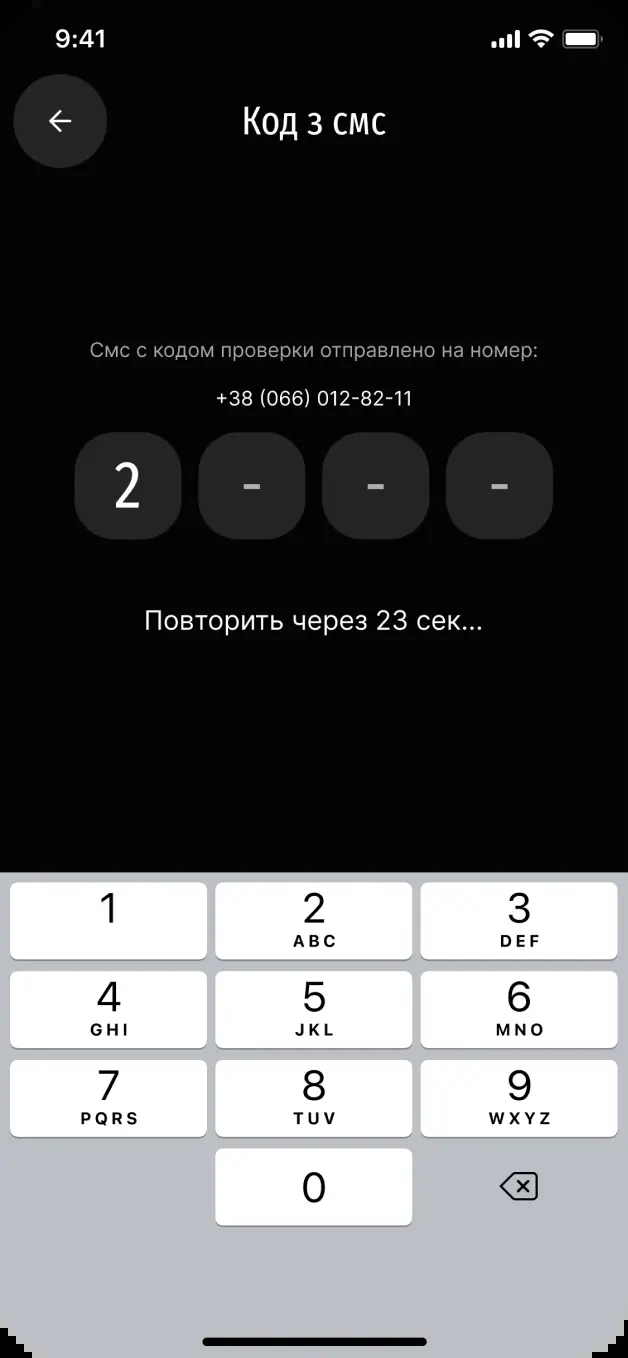 9:41
Код з смс
Смс с кодом проверки отправлено на номер:
+38 (066) 012-82-11
2 - - -
Повторить через 23 сек...
1 2 3
ABC DEF
4 5 6
GHI JKL MNO
7 8 9
PQRS TUV WXYZ
0